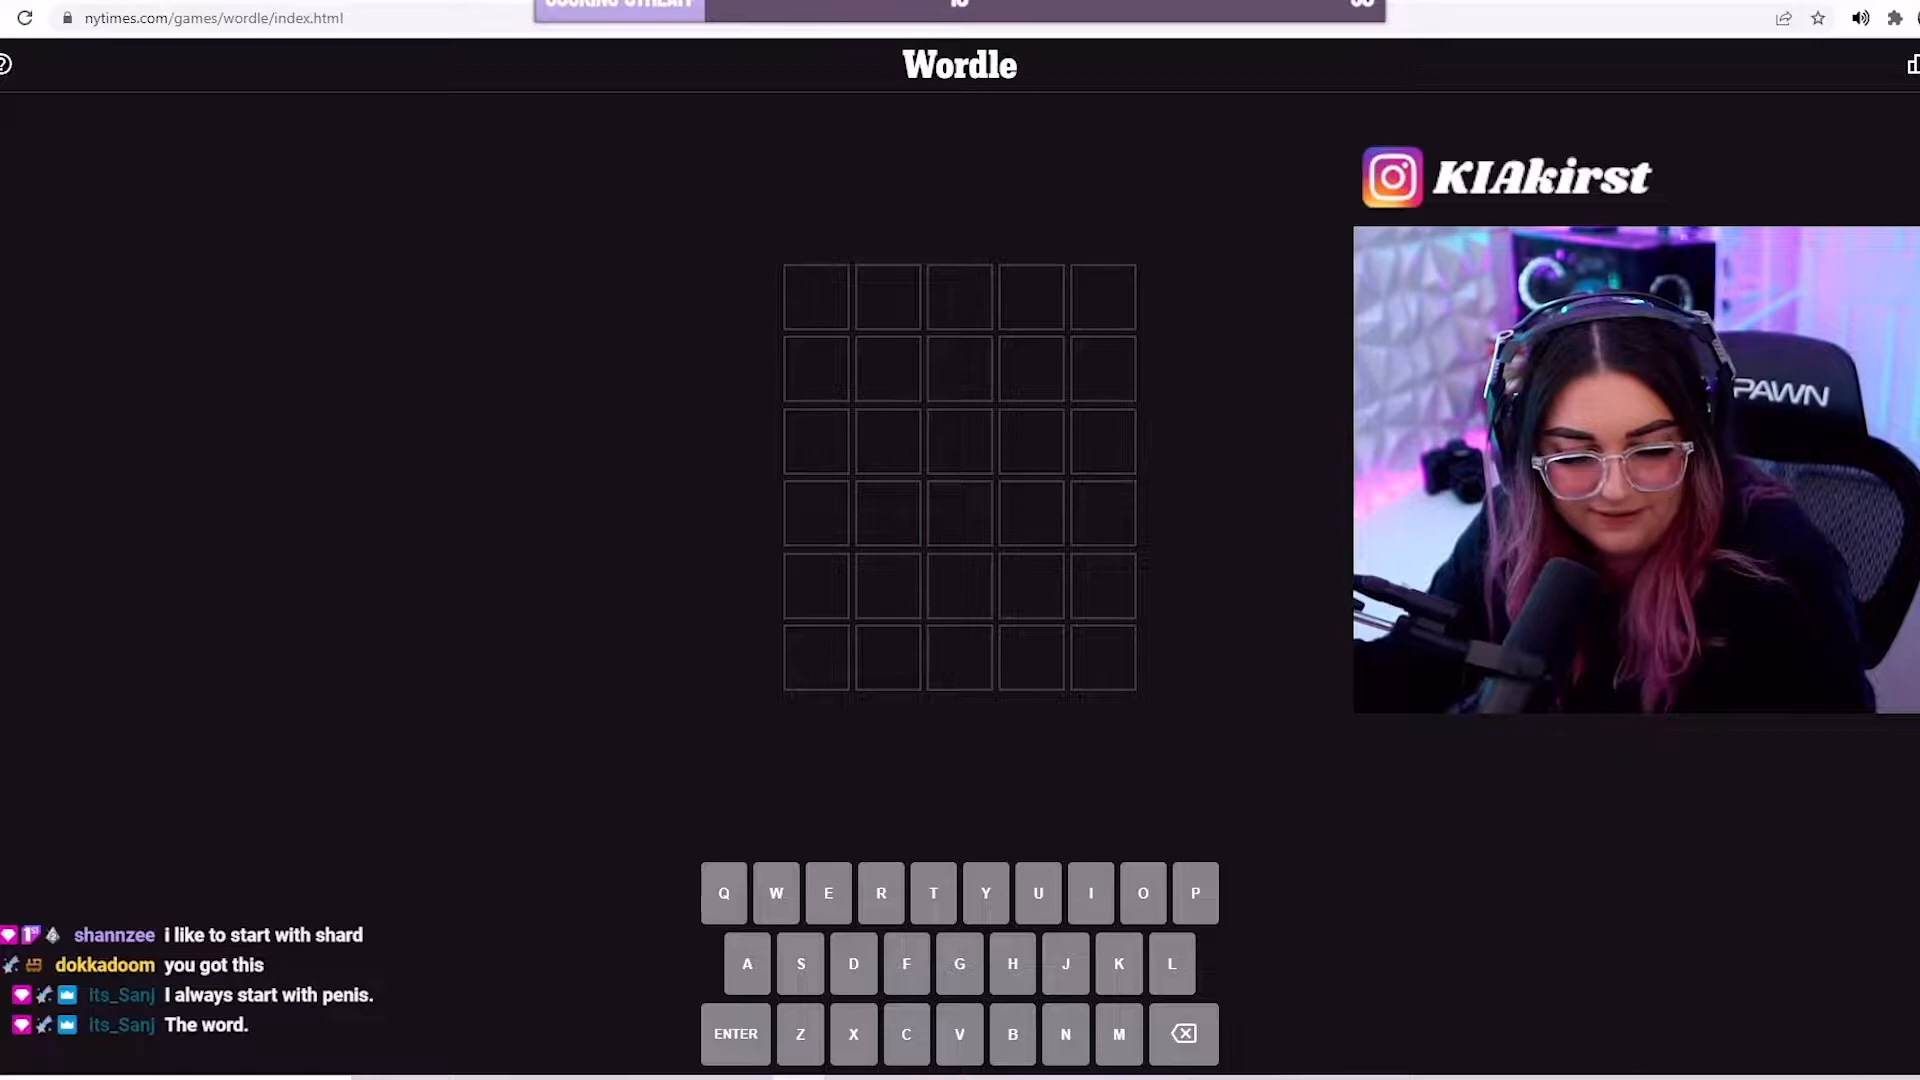 nytimes.com/games/wordle/index.html
Wordle
KIAkirst
PAWN
Q W E R T Y U I O P
A S D F G H J K L
ENTER Z X C V B N M
shannzee i like to start with shard
dokkadoom you got this
its_Sanj I always start with penis.
its_Sanj The word.